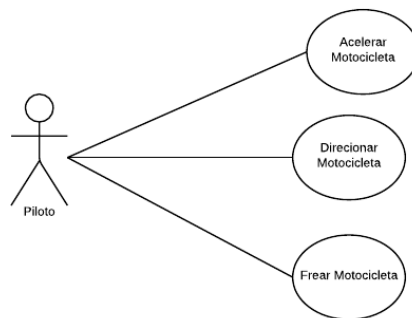 Acelerar
Motocicleta
Direcionar
Motocicleta
Piloto
Frear Motocicleta